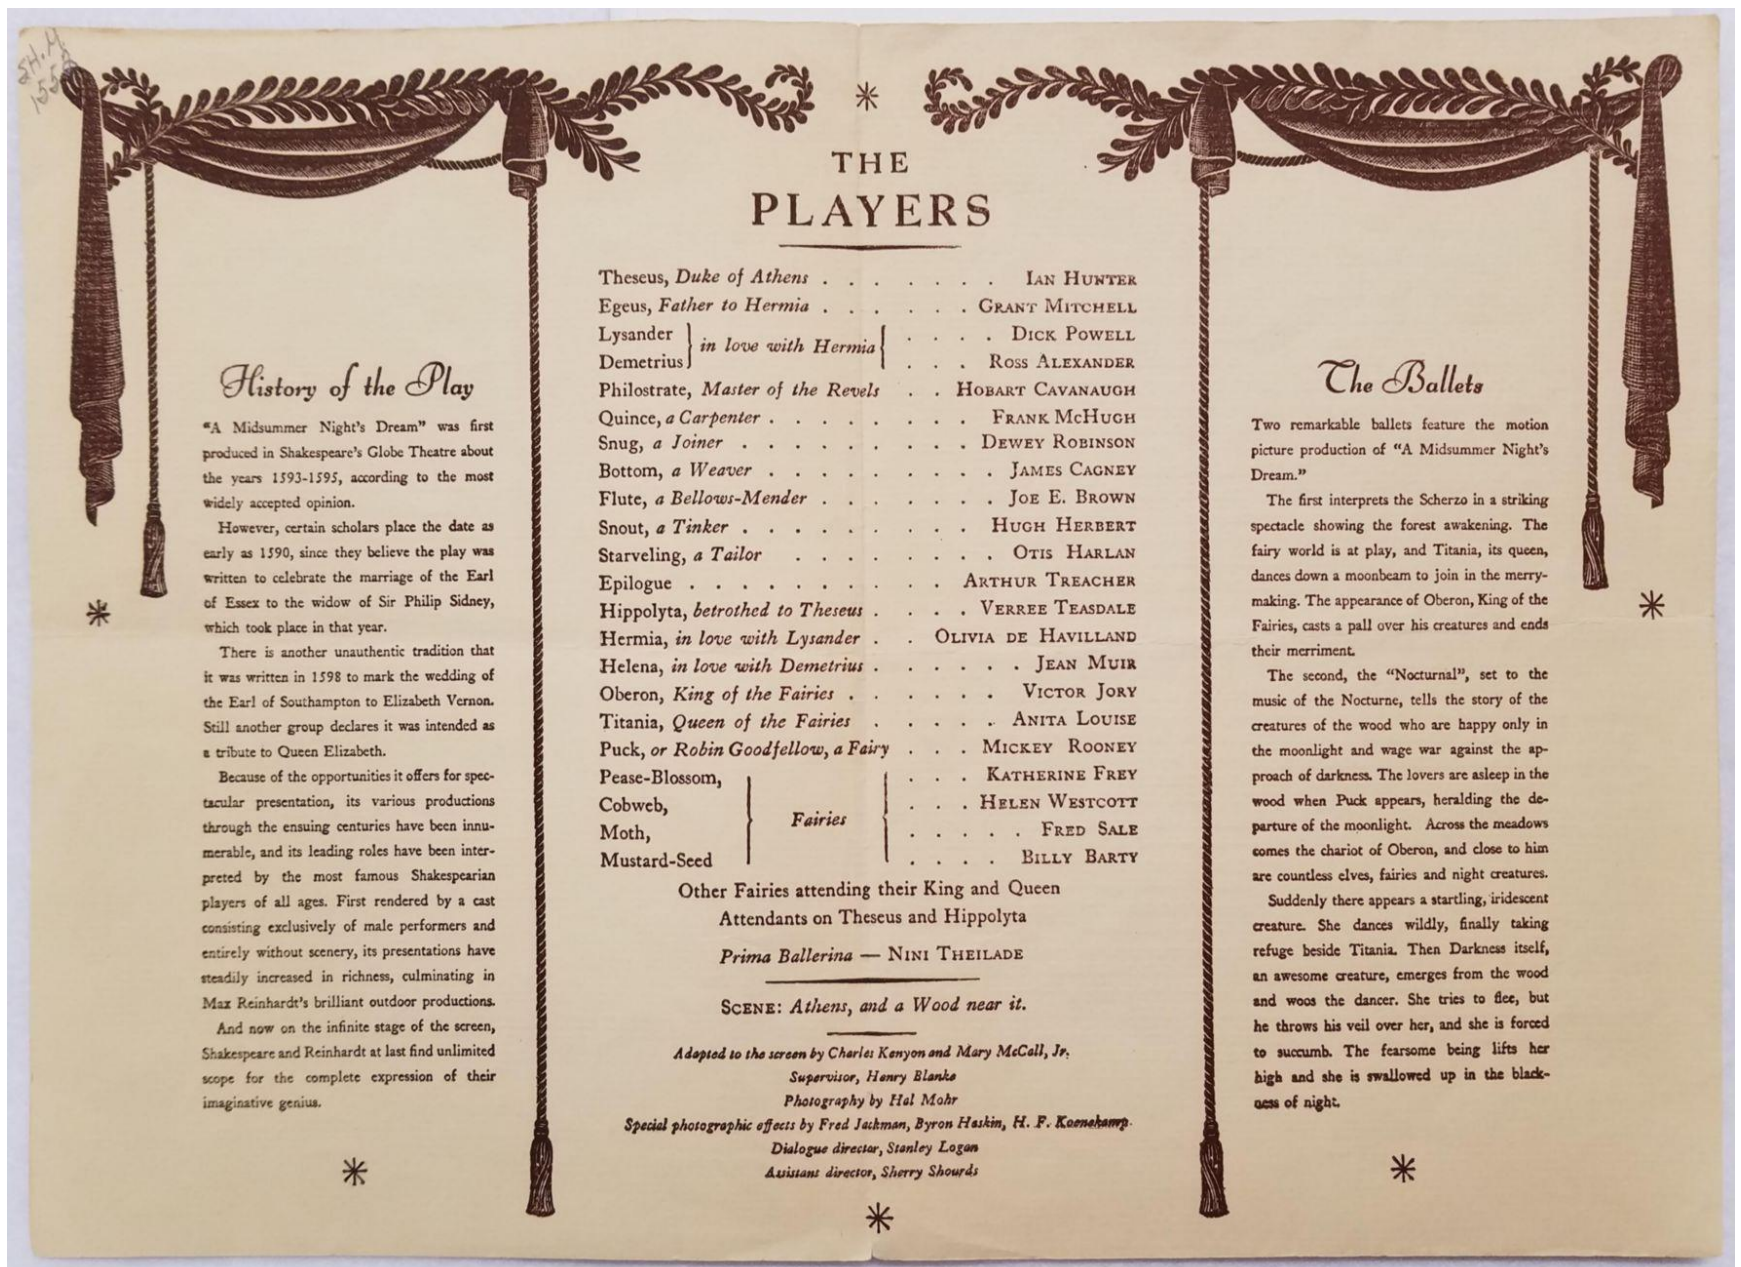 SH.M
1552
THE
PLAYERS
History of the Play
"A Midsummer Night's Dream" was first
produced in Shakespeare's Globe Theatre about
the years 1593-1595, according to the most
widely accepted opinion.
However, certain scholars place the date as
early as 1590, since they believe the play was
written to celebrate the marriage of the Earl
of Essex to the widow of Sir Philip Sidney,
which took place in that year.
There is another unauthentic tradition that
it was written in 1598 to mark the wedding of
the Earl of Southampton to Elizabeth Vernon.
Still another group declares it was intended as
a tribute to Queen Elizabeth.
Because of the opportunities it offers for spec-
tacular presentation, its various productions
through the ensuing centuries have been innu-
merable, and its leading roles have been inter-
preted by the most famous Shakespearian
players of all ages. First rendered by a cast
consisting exclusively of male performers and
entirely without scenery, its presentations have
steadily increased in richness, culminating in
Max Reinhardt's brilliant outdoor productions.
And now on the infinite stage of the screen,
Shakespeare and Reinhardt at last find unlimited
scope for the complete expression of their
imaginative genius.
Theseus, Duke of Athens . . . . . . . IAN HUNTER
Egeus, Father to Hermia . . . . . . GRANT MITCHELL
Lysander } in love with Hermia { . . . . DICK POWELL
Demetrius } { . . . ROSS ALEXANDER
Philostrate, Master of the Revels . . HOBART CAVANAUGH
Quince, a Carpenter . . . . . . . . FRANK MCHUGH
Snug, a Joiner . . . . . . . . . DEWEY ROBINSON
Bottom, a Weaver . . . . . . . . . JAMES CAGNEY
Flute, a Bellows-Mender . . . . . . . JOE E. BROWN
Snout, a Tinker . . . . . . . . . HUGH HERBERT
Starveling, a Tailor . . . . . . . . OTIS HARLAN
Epilogue . . . . . . . . . . ARTHUR TREACHER
Hippolyta, betrothed to Theseus . . . . VERREE TEASDALE
Hermia, in love with Lysander . . OLIVIA DE HAVILLAND
Helena, in love with Demetrius . . . . . . JEAN MUIR
Oberon, King of the Fairies . . . . . . VICTOR JORY
Titania, Queen of the Fairies . . . . . ANITA LOUISE
Puck, or Robin Goodfellow, a Fairy . . . MICKEY ROONEY
Pease-Blossom, . . . KATHERINE FREY
Cobweb, . . . HELEN WESTCOTT
Fairies
Moth, . . . . . FRED SALE
Mustard-Seed . . . . BILLY BARTY
Other Fairies attending their King and Queen
Attendants on Theseus and Hippolyta
Prima Ballerina — NINI THEILADE
SCENE: Athens, and a Wood near it.
Adapted to the screen by Charles Kenyon and Mary McCall, Jr.
Supervisor, Henry Blanke
Photography by Hal Mohr
Special photographic effects by Fred Jackman, Byron Haskin, H. F. Koenekamp.
Dialogue director, Stanley Logan
Assistant director, Sherry Shourds
The Ballets
Two remarkable ballets feature the motion
picture production of "A Midsummer Night's
Dream."
The first interprets the Scherzo in a striking
spectacle showing the forest awakening. The
fairy world is at play, and Titania, its queen,
dances down a moonbeam to join in the merry-
making. The appearance of Oberon, King of the
Fairies, casts a pall over his creatures and ends
their merriment.
The second, the "Nocturnal", set to the
music of the Nocturne, tells the story of the
creatures of the wood who are happy only in
the moonlight and wage war against the ap-
proach of darkness. The lovers are asleep in the
wood when Puck appears, heralding the de-
parture of the moonlight. Across the meadows
comes the chariot of Oberon, and close to him
are countless elves, fairies and night creatures.
Suddenly there appears a startling, iridescent
creature. She dances wildly, finally taking
refuge beside Titania. Then Darkness itself,
an awesome creature, emerges from the wood
and woos the dancer. She tries to flee, but
he throws his veil over her, and she is forced
to succumb. The fearsome being lifts her
high and she is swallowed up in the black-
ness of night.